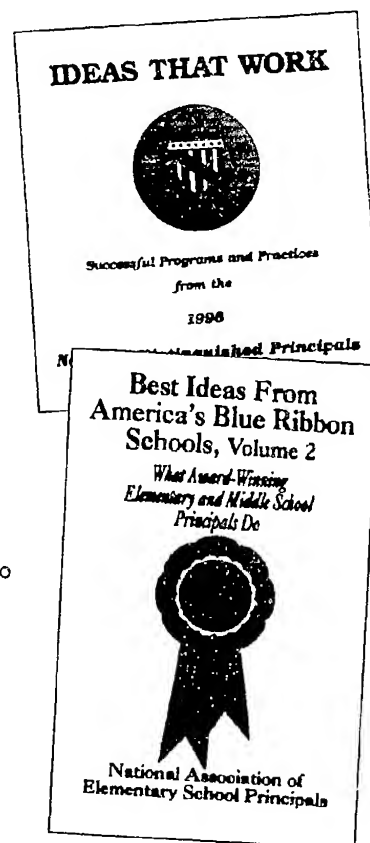 IDEAS THAT WORK
Successful Programs and Practices
from the
1996
Distinguished Principals
Best Ideas From
America's Blue Ribbon
Schools, Volume 2
What Award-Winning
Elementary and Middle School
Principals Do
National Association of
Elementary School Principals